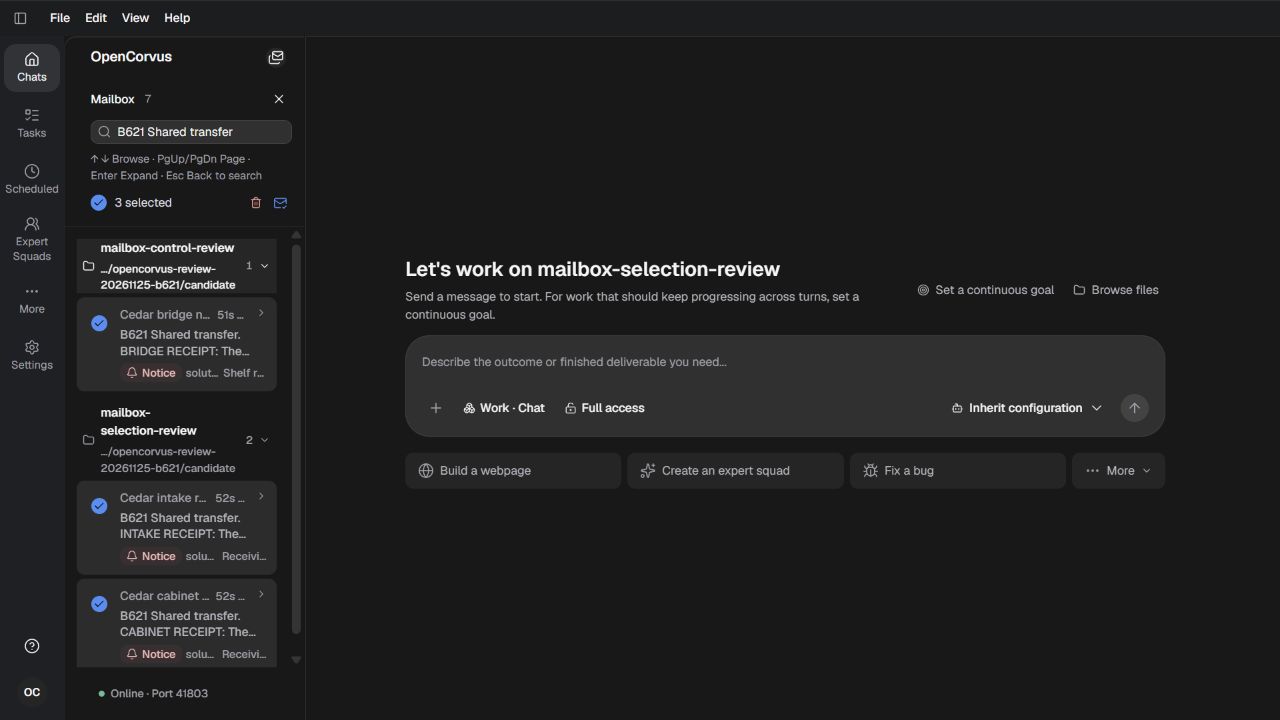 File Edit View Help
Chats
Tasks
Scheduled
Expert
Squads
More
Settings
OC
OpenCorvus
Mailbox 7
B621 Shared transfer
↑↓ Browse · PgUp/PgDn Page ·
Enter Expand · Esc Back to search
3 selected
mailbox-control-review
.../opencorvus-review-
20261125-b621/candidate
1
Cedar bridge n... 51s ...
B621 Shared transfer.
BRIDGE RECEIPT: The...
Notice solut... Shelf r...
mailbox-
selection-review
.../opencorvus-review-
20261125-b621/candidate
2
Cedar intake r... 52s ...
B621 Shared transfer.
INTAKE RECEIPT: The...
Notice solu... Receivi...
Cedar cabinet ... 52s ...
B621 Shared transfer.
CABINET RECEIPT: The...
Notice solu... Receivi...
Online · Port 41803
Let's work on mailbox-selection-review
Send a message to start. For work that should keep progressing across turns, set a
continuous goal.
Set a continuous goal Browse files
Describe the outcome or finished deliverable you need...
Work · Chat Full access Inherit configuration
Build a webpage Create an expert squad Fix a bug More